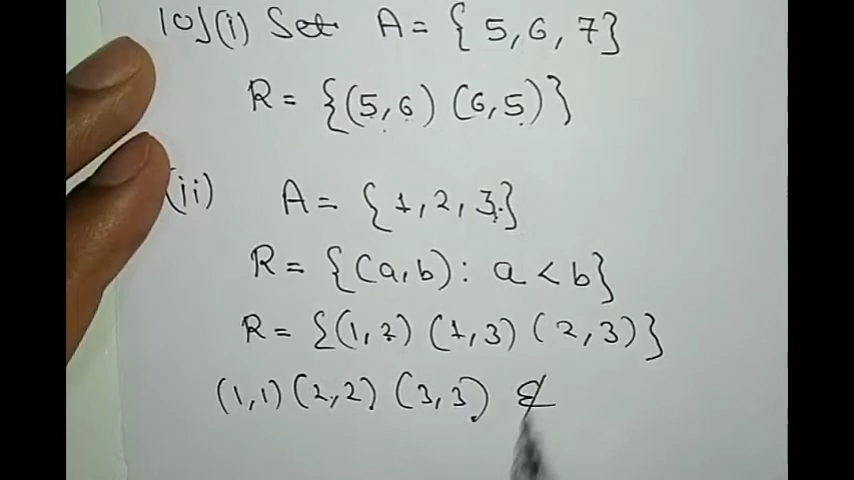 10](i) Set A = {5, 6, 7}
R = {(5, 6) (6, 5)}
(ii) A = {1, 2, 3}
R = {(a, b): a < b}
R = {(1, 2) (1, 3) (2, 3)}
(1, 1) (2, 2) (3, 3) ∉